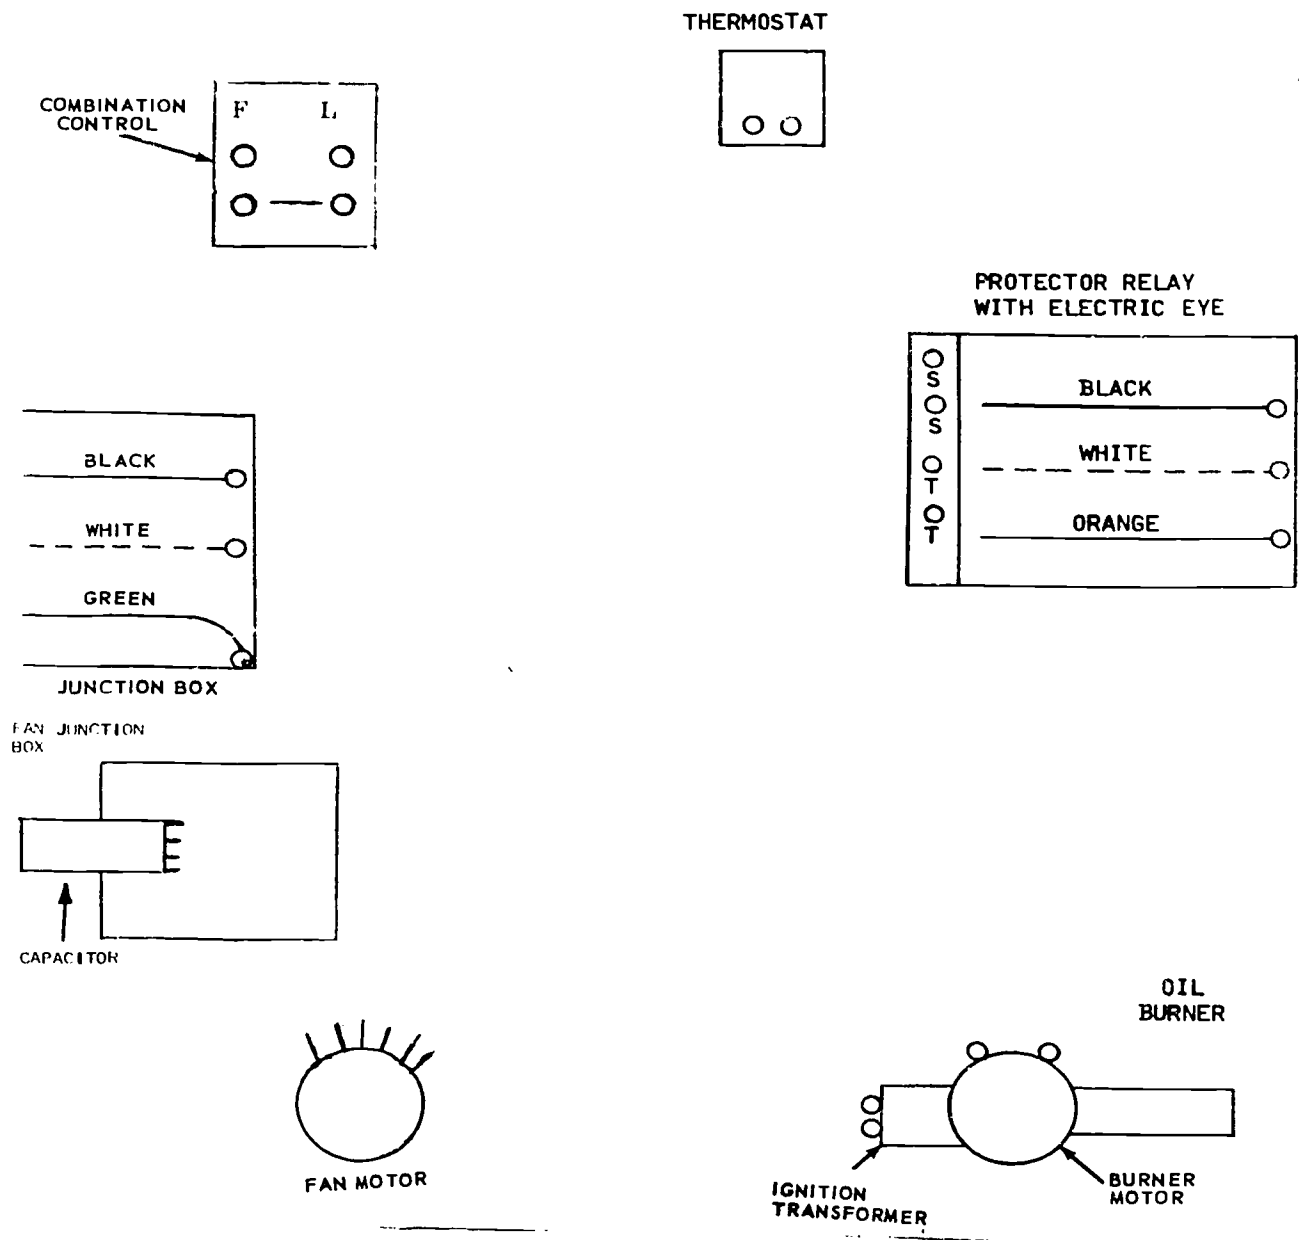 THERMOSTAT
COMBINATION
CONTROL
F L
PROTECTOR RELAY
WITH ELECTRIC EYE
S
S
T
T
BLACK
WHITE
ORANGE
BLACK
WHITE
GREEN
JUNCTION BOX
FAN JUNCTION
BOX
CAPACITOR
FAN MOTOR
OIL
BURNER
IGNITION
TRANSFORMER
BURNER
MOTOR